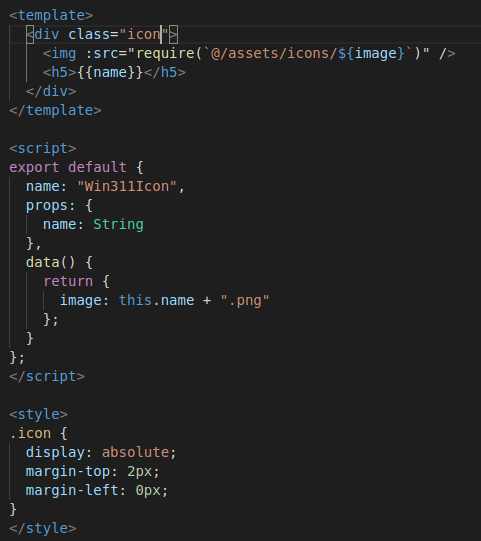 <template>
  <div class="icon">
    <img :src="require(`@/assets/icons/${image}`)" />
    <h5>{{name}}</h5>
  </div>
</template>

<script>
export default {
  name: "Win311Icon",
  props: {
    name: String
  },
  data() {
    return {
      image: this.name + ".png"
    };
  }
};
</script>

<style>
.icon {
  display: absolute;
  margin-top: 2px;
  margin-left: 0px;
}
</style>